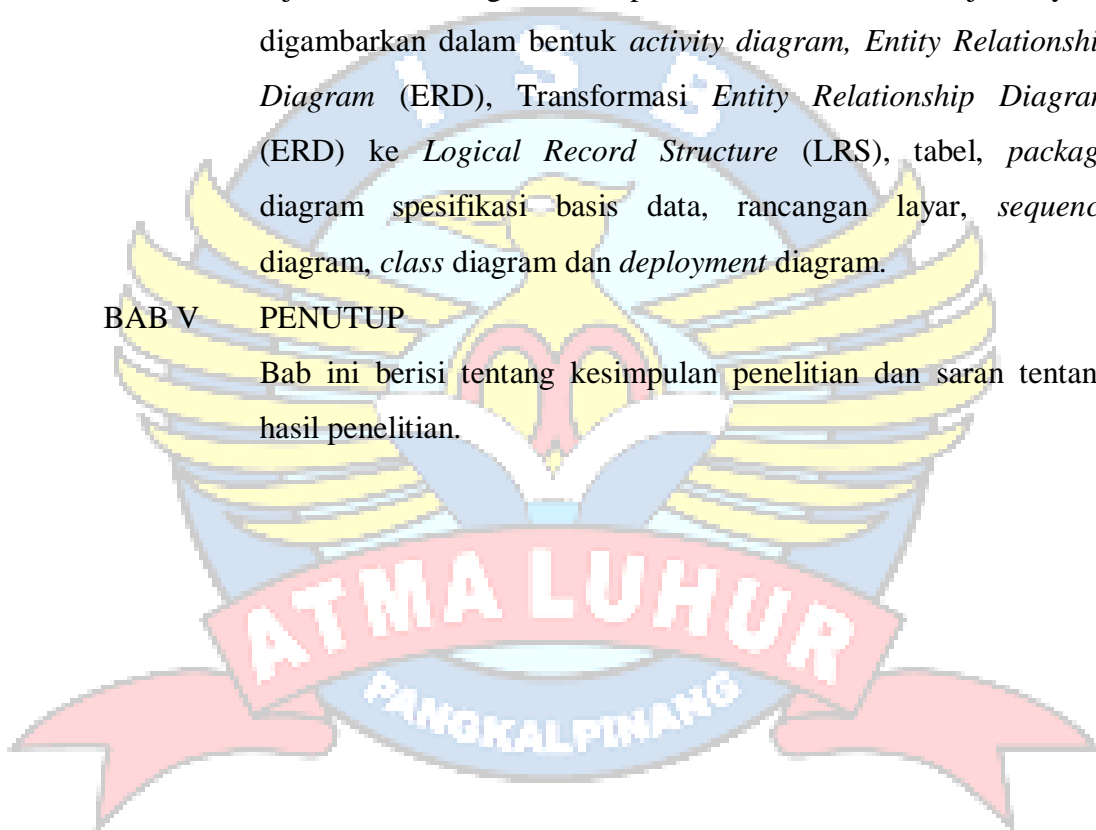 digambarkan dalam bentuk activity diagram, Entity Relationshi
Diagram (ERD), Transformasi Entity Relationship Diagra
(ERD) ke Logical Record Structure (LRS), tabel, packag
diagram spesifikasi basis data, rancangan layar, sequenc
diagram, class diagram dan deployment diagram.
BAB V PENUTUP
Bab ini berisi tentang kesimpulan penelitian dan saran tentan
hasil penelitian.
I S B
ATMA LUHUR
PANGKALPINANG